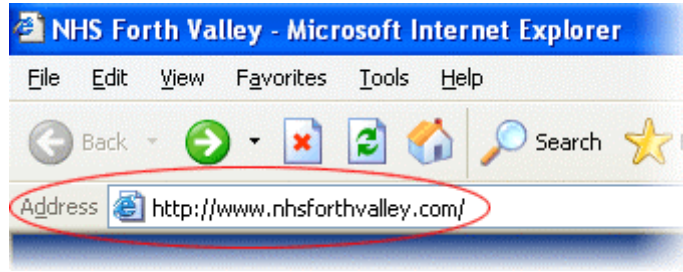 NHS Forth Valley - Microsoft Internet Explorer
File Edit View Favorites Tools Help
Back Search
Address http://www.nhsforthvalley.com/